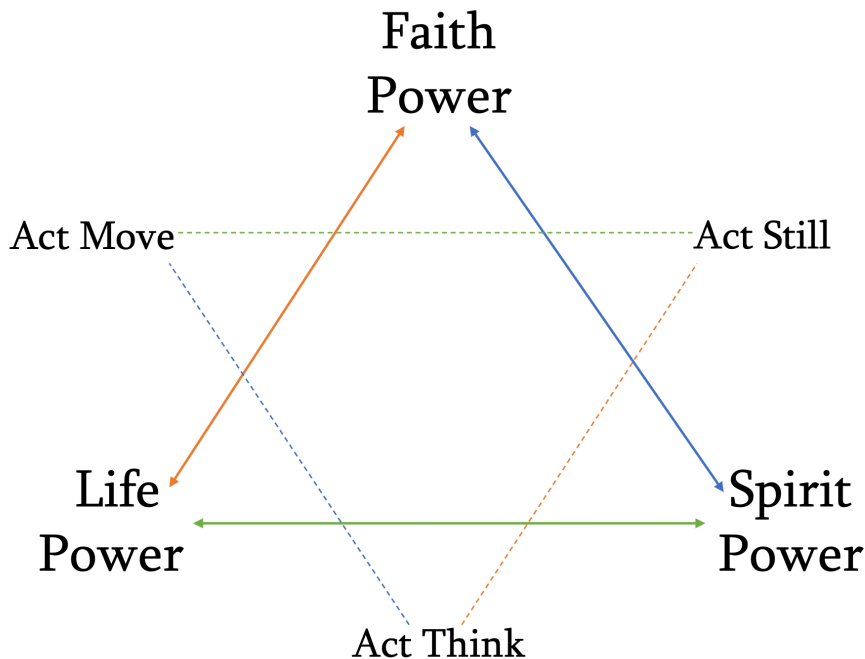 Faith
Power
Act Move
Act Still
Life
Power
Spirit
Power
Act Think